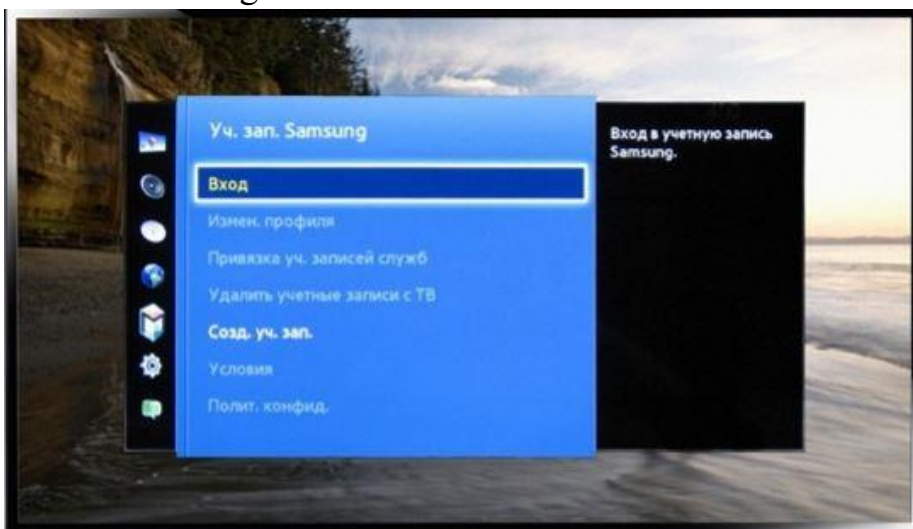 Уч. зап. Samsung
Вход
Измен. профиля
Привязка уч. записей служб
Удалить учетные записи с ТВ
Созд. уч. зап.
Условия
Полит. конфид.
Вход в учетную запись
Samsung.